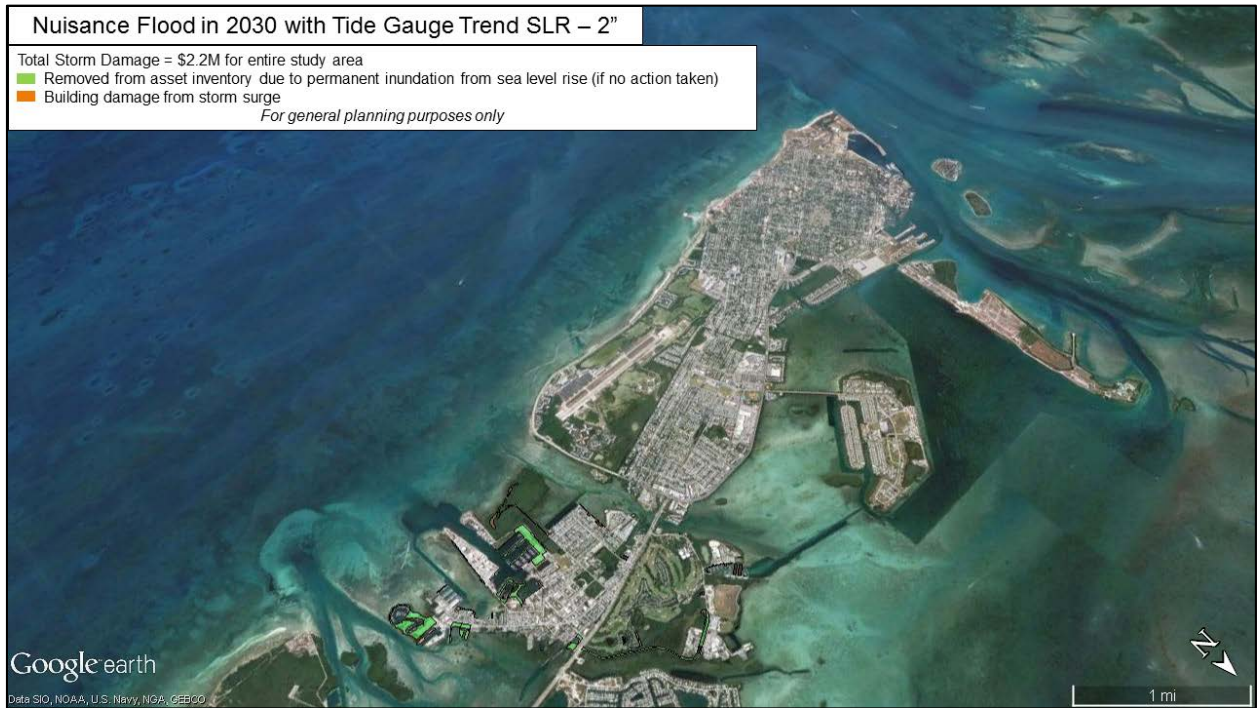 Nuisance Flood in 2030 with Tide Gauge Trend SLR – 2”
Total Storm Damage = $2.2M for entire study area
Removed from asset inventory due to permanent inundation from sea level rise (if no action taken)
Building damage from storm surge
For general planning purposes only
N
Google earth
Data SIO, NOAA, U.S. Navy, NGA, GEBCO
1 mi